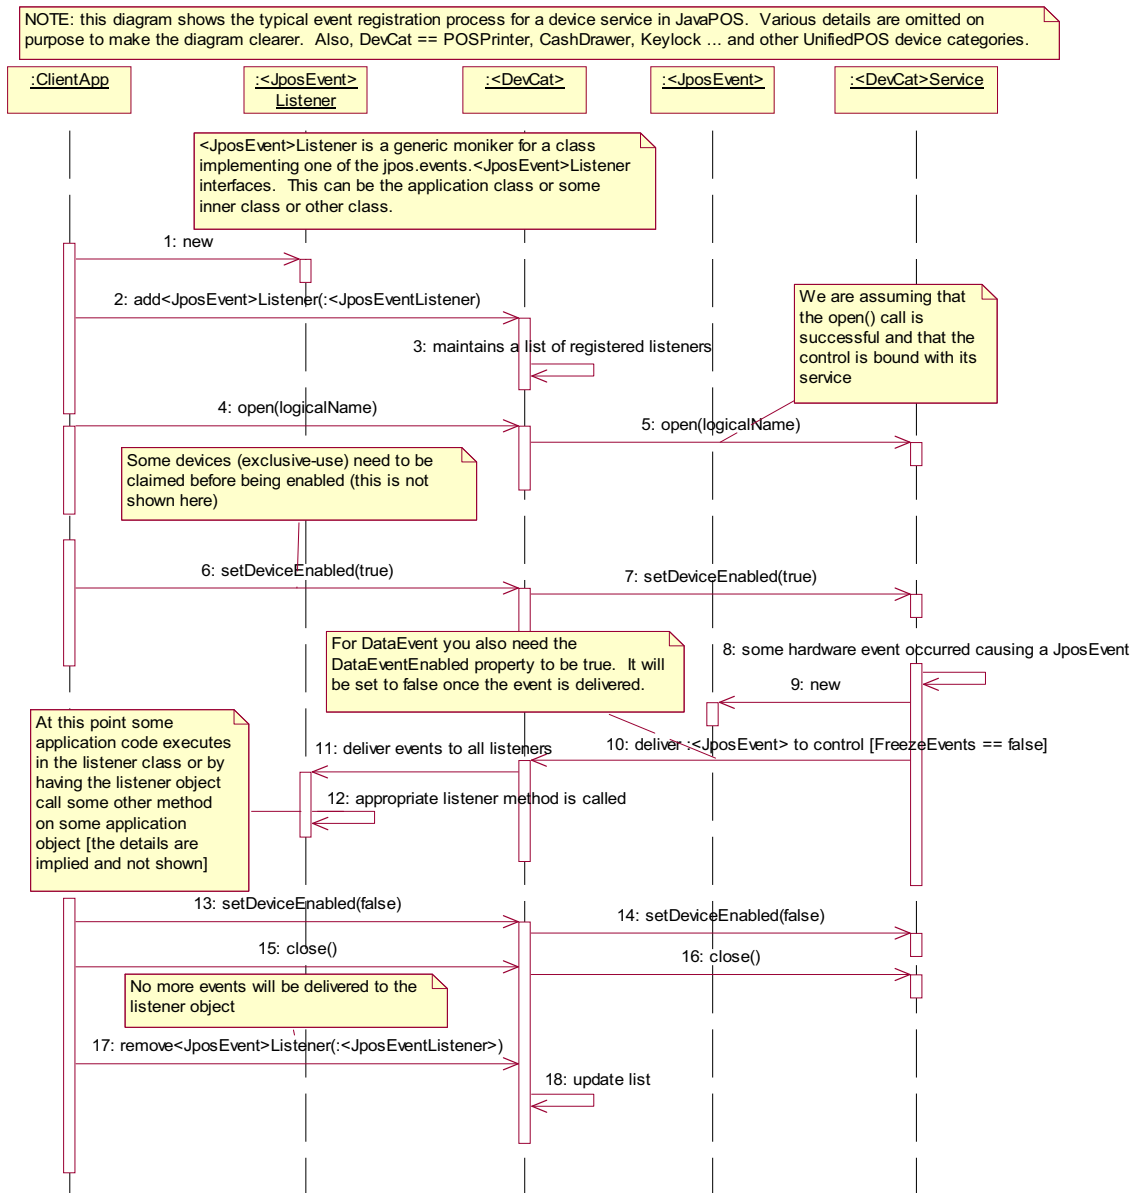 NOTE: this diagram shows the typical event registration process for a device service in JavaPOS.  Various details are omitted on
purpose to make the diagram clearer.  Also, DevCat == POSPrinter, CashDrawer, Keylock ... and other UnifiedPOS device categories.
:ClientApp
:<JposEvent>
Listener
:<DevCat>
:<JposEvent>
:<DevCat>Service
<JposEvent>Listener is a generic moniker for a class
implementing one of the jpos.events.<JposEvent>Listener
interfaces.  This can be the application class or some
inner class or other class.
1: new
2: add<JposEvent>Listener(:<JposEventListener)
We are assuming that
the open() call is
successful and that the
control is bound with its
service
3: maintains a list of registered listeners
4: open(logicalName)
5: open(logicalName)
Some devices (exclusive-use) need to be
claimed before being enabled (this is not
shown here)
6: setDeviceEnabled(true)
7: setDeviceEnabled(true)
For DataEvent you also need the
DataEventEnabled property to be true.  It will
be set to false once the event is delivered.
8: some hardware event occurred causing a JposEvent
9: new
At this point some
application code executes
in the listener class or by
having the listener object
call some other method
on some application
object [the details are
implied and not shown]
10: deliver :<JposEvent> to control [FreezeEvents == false]
11: deliver events to all listeners
12: appropriate listener method is called
13: setDeviceEnabled(false)
14: setDeviceEnabled(false)
15: close()
16: close()
No more events will be delivered to the
listener object
17: remove<JposEvent>Listener(:<JposEventListener>)
18: update list